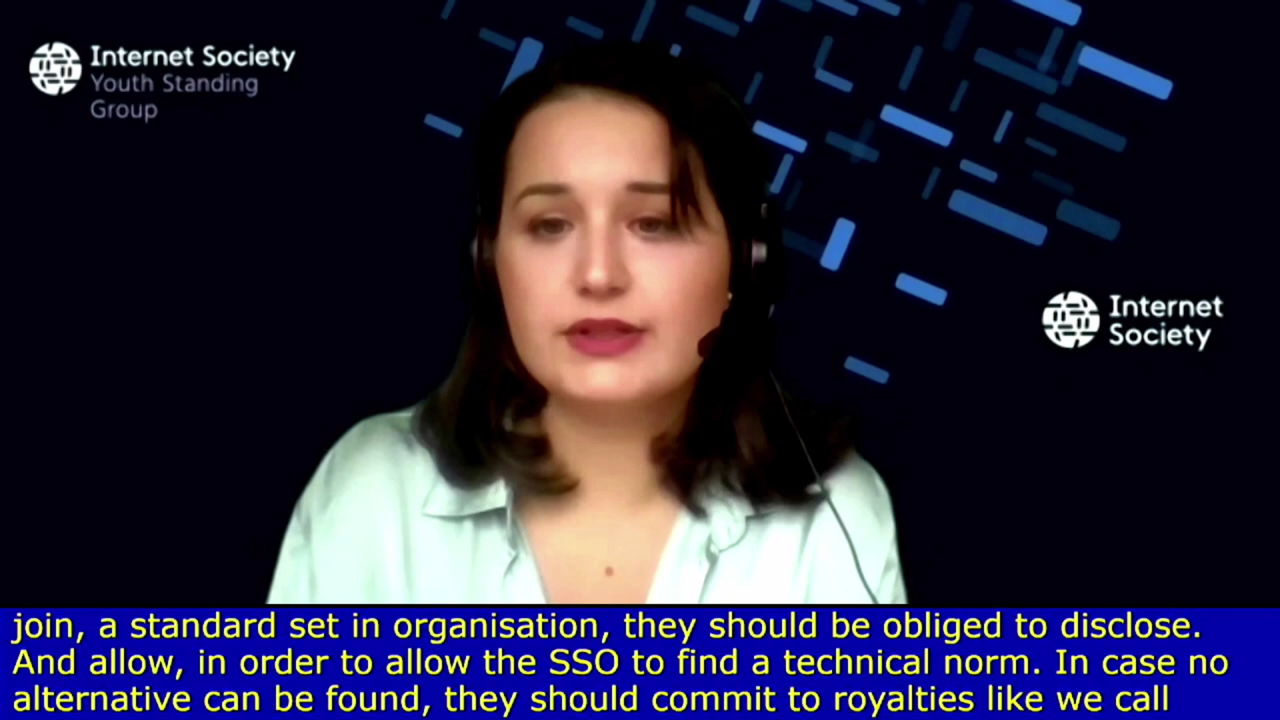 Internet Society
Youth Standing
Group
Internet
Society
join, a standard set in organisation, they should be obliged to disclose.
And allow, in order to allow the SSO to find a technical norm. In case no
alternative can be found, they should commit to royalties like we call